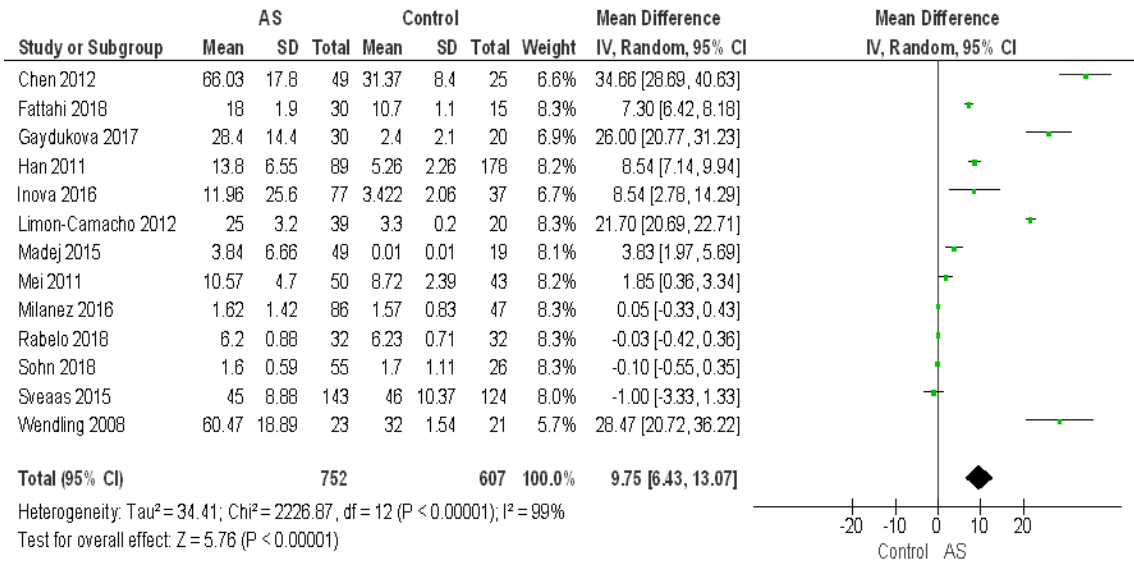 AS Control Mean Difference Mean Difference
Study or Subgroup Mean SD Total Mean SD Total Weight IV, Random, 95% CI IV, Random, 95% CI
Chen 2012 66.03 17.8 49 31.37 8.4 25 6.6% 34.66 [28.69, 40.63]
Fattahi 2018 18 1.9 30 10.7 1.1 15 8.3% 7.30 [6.42, 8.18]
Gaydukova 2017 28.4 14.4 30 2.4 2.1 20 6.9% 26.00 [20.77, 31.23]
Han 2011 13.8 6.55 89 5.26 2.26 178 8.2% 8.54 [7.14, 9.94]
Inova 2016 11.96 25.6 77 3.422 2.06 37 6.7% 8.54 [2.78, 14.29]
Limon-Camacho 2012 25 3.2 39 3.3 0.2 20 8.3% 21.70 [20.69, 22.71]
Madej 2015 3.84 6.66 49 0.01 0.01 19 8.1% 3.83 [1.97, 5.69]
Mei 2011 10.57 4.7 50 8.72 2.39 43 8.2% 1.85 [0.36, 3.34]
Milanez 2016 1.62 1.42 86 1.57 0.83 47 8.3% 0.05 [-0.33, 0.43]
Rabelo 2018 6.2 0.88 32 6.23 0.71 32 8.3% -0.03 [-0.42, 0.36]
Sohn 2018 1.6 0.59 55 1.7 1.11 26 8.3% -0.10 [-0.55, 0.35]
Sveaas 2015 45 8.88 143 46 10.37 124 8.0% -1.00 [-3.33, 1.33]
Wendling 2008 60.47 18.89 23 32 1.54 21 5.7% 28.47 [20.72, 36.22]
Total (95% CI) 752 607 100.0% 9.75 [6.43, 13.07]
Heterogeneity: Tau² = 34.41; Chi² = 2226.87, df = 12 (P < 0.00001); I² = 99%
Test for overall effect: Z = 5.76 (P < 0.00001)
-20 -10 0 10 20
Control AS